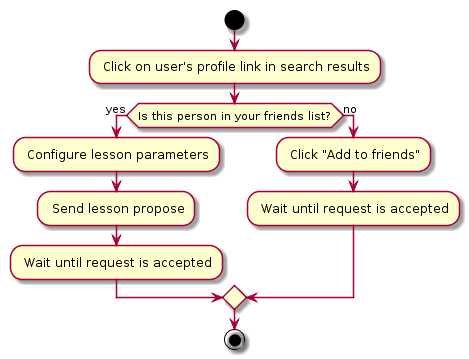 Click on user's profile link in search results
yes
Is this person in your friends list?
no
Configure lesson parameters
Click "Add to friends"
Send lesson propose
Wait until request is accepted
Wait until request is accepted